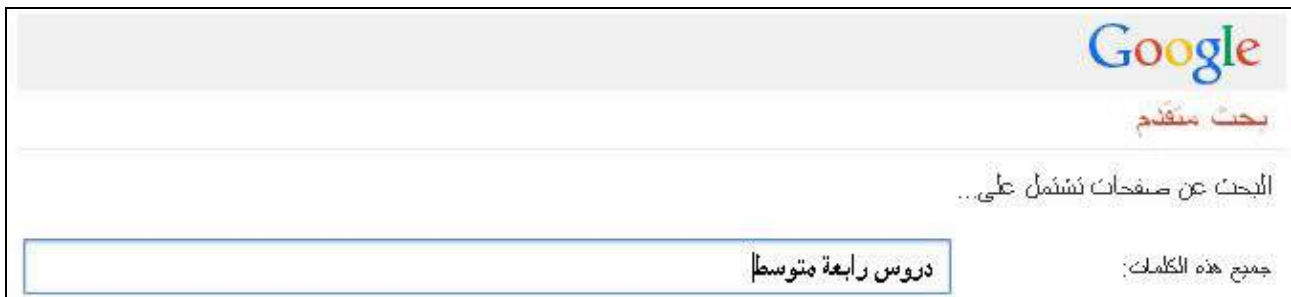 Google
بحث متقدم
البحث عن صفحات تشتمل على...
جميع هذه الكلمات: دروس رابعة متوسط